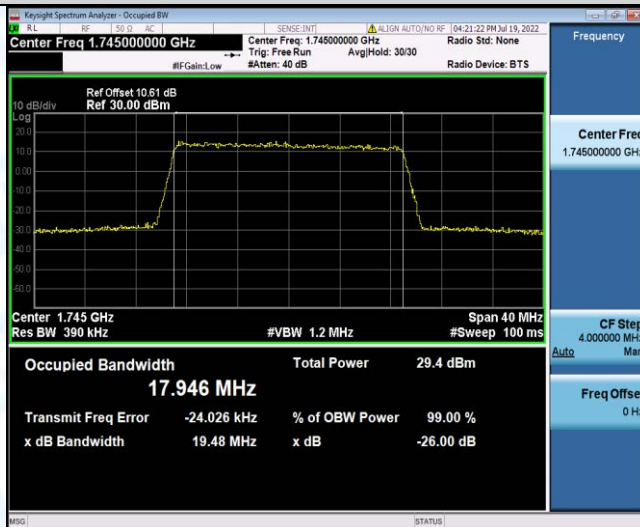 Keysight Spectrum Analyzer - Occupied BW
RL RF 50 Ω AC SENSE:INT ALIGN AUTO/NO RF 04:21:22 PM Jul 19, 2022
Center Freq 1.745000000 GHz
Center Freq: 1.745000000 GHz
Radio Std: None
Trig: Free Run Avg|Hold: 30/30
#IFGain:Low #Atten: 40 dB Radio Device: BTS
Ref Offset 10.61 dB
10 dB/div Ref 30.00 dBm
Log
20.0
10.0
0.00
-10.0
-20.0
-30.0
-40.0
-50.0
-60.0
Center 1.745 GHz Span 40 MHz
Res BW 390 kHz #VBW 1.2 MHz #Sweep 100 ms
Occupied Bandwidth Total Power 29.4 dBm
17.946 MHz
Transmit Freq Error -24.026 kHz % of OBW Power 99.00 %
x dB Bandwidth 19.48 MHz x dB -26.00 dB
MSG STATUS
Frequency
Center Freq
1.745000000 GHz
CF Step
4.000000 MHz
Auto Man
Freq Offset
0 Hz